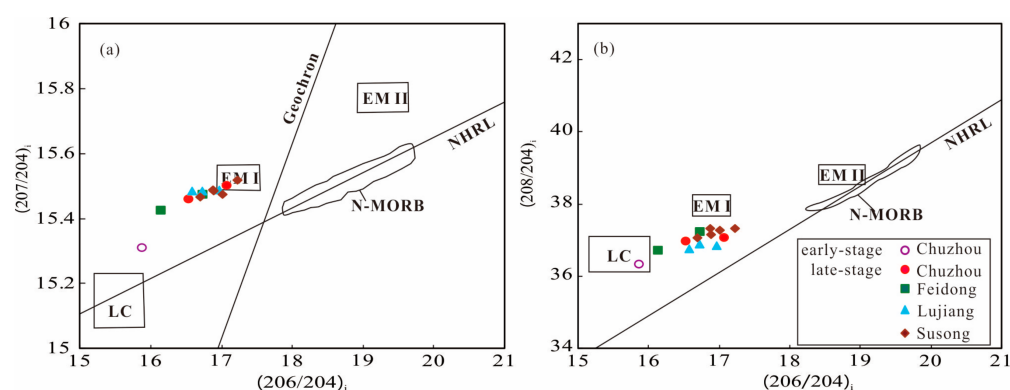 (a)
16
15.8
15.6
15.4
15.2
15
(207/204)i
Geochron
EM II
NHRL
EM I
N-MORB
LC
15 16 17 18 19 20 21
(206/204)i
(b)
42
40
38
36
34
(208/204)i
NHRL
EM II
EM I
N-MORB
LC
early-stage Chuzhou
late-stage Chuzhou
Feidong
Lujiang
Susong
15 16 17 18 19 20 21
(206/204)i